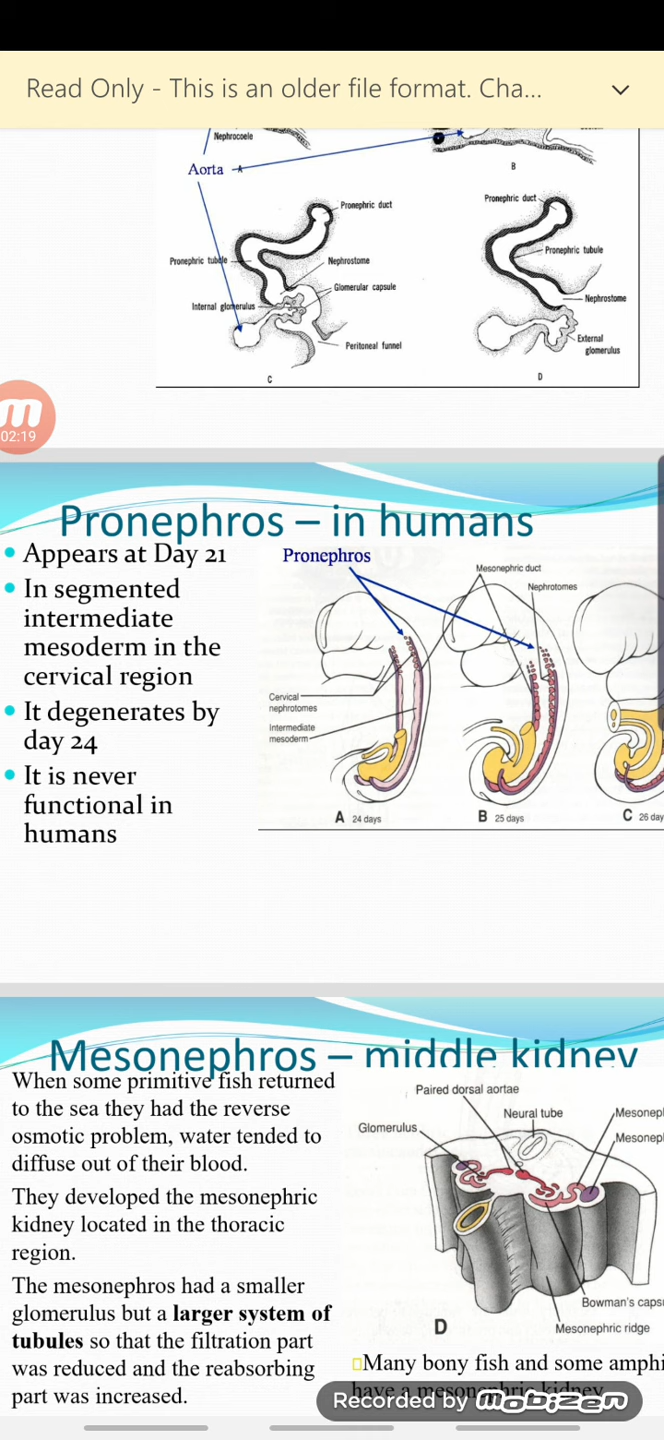 Read Only - This is an older file format. Cha...
Nephrocoele
Aorta
B
Pronephric duct
Pronephric duct
Pronephric tubule
Nephrostome
Pronephric tubule
Glomerular capsule
Internal glomerulus
Nephrostome
Peritoneal funnel
External
glomerulus
C
D
m
02:19
Pronephros – in humans
Appears at Day 21
In segmented
intermediate
mesoderm in the
cervical region
It degenerates by
day 24
It is never
functional in
humans
Pronephros
Mesonephric duct
Nephrotomes
Cervical
nephrotomes
Intermediate
mesoderm
A 24 days
B 25 days
C 26 day
Mesonephros – middle kidney
When some primitive fish returned
to the sea they had the reverse
osmotic problem, water tended to
diffuse out of their blood.
They developed the mesonephric
kidney located in the thoracic
region.
The mesonephros had a smaller
glomerulus but a larger system of
tubules so that the filtration part
was reduced and the reabsorbing
part was increased.
Paired dorsal aortae
Neural tube
Mesonep
Glomerulus
Mesonep
Bowman's caps
D
Mesonephric ridge
Many bony fish and some amphi
have a mesonephric kidney
Recorded by mobizen